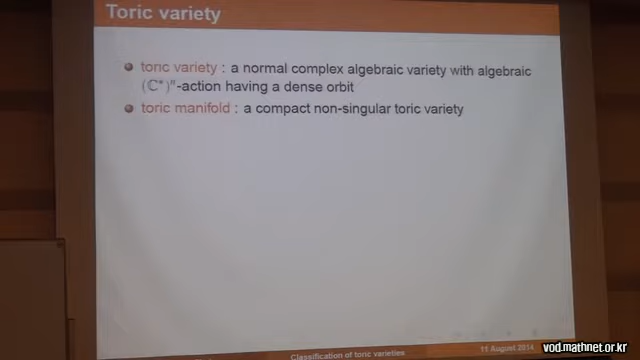 Toric variety
toric variety : a normal complex algebraic variety with algebraic
(ℂ*)ⁿ-action having a dense orbit
toric manifold : a compact non-singular toric variety
Classification of toric varieties
11 August 2014
vod.mathnet.or.kr